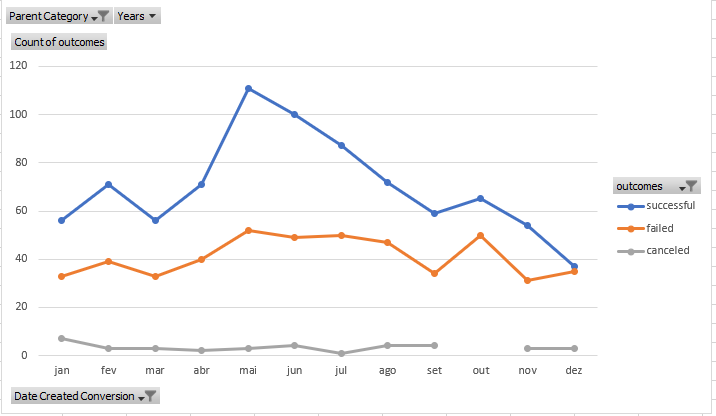 Parent Category Years
Count of outcomes
120
100
80
60
40
20
0
jan fev mar abr mai jun jul ago set out nov dez
outcomes
successful
failed
canceled
Date Created Conversion